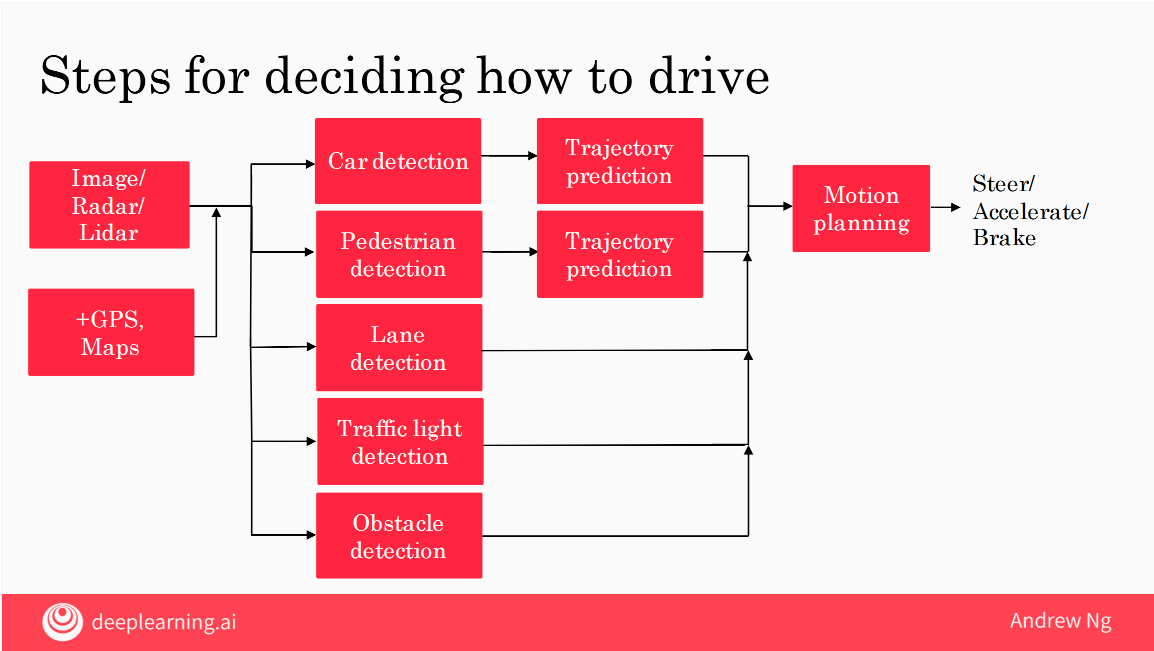 Steps for deciding how to drive
Image/
Radar/
Lidar
+GPS,
Maps
Car detection
Trajectory
prediction
Pedestrian
detection
Trajectory
prediction
Lane
detection
Traffic light
detection
Obstacle
detection
Motion
planning
Steer/
Accelerate/
Brake
deeplearning.ai
Andrew Ng